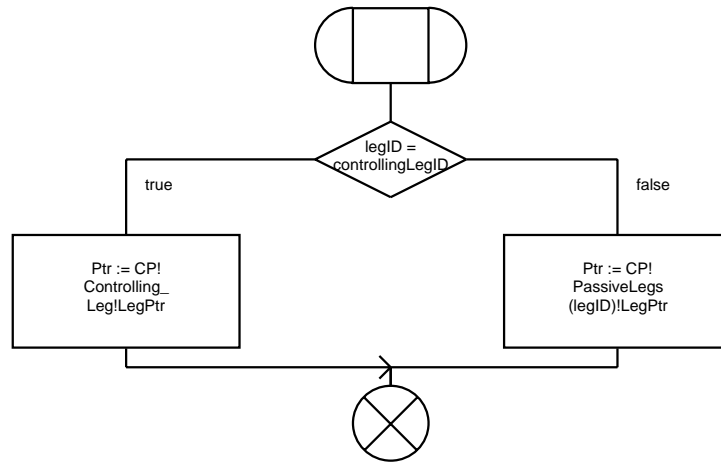 legID =
controllingLegID
true
false
Ptr := CP!
Controlling_
Leg!LegPtr
Ptr := CP!
PassiveLegs
(legID)!LegPtr